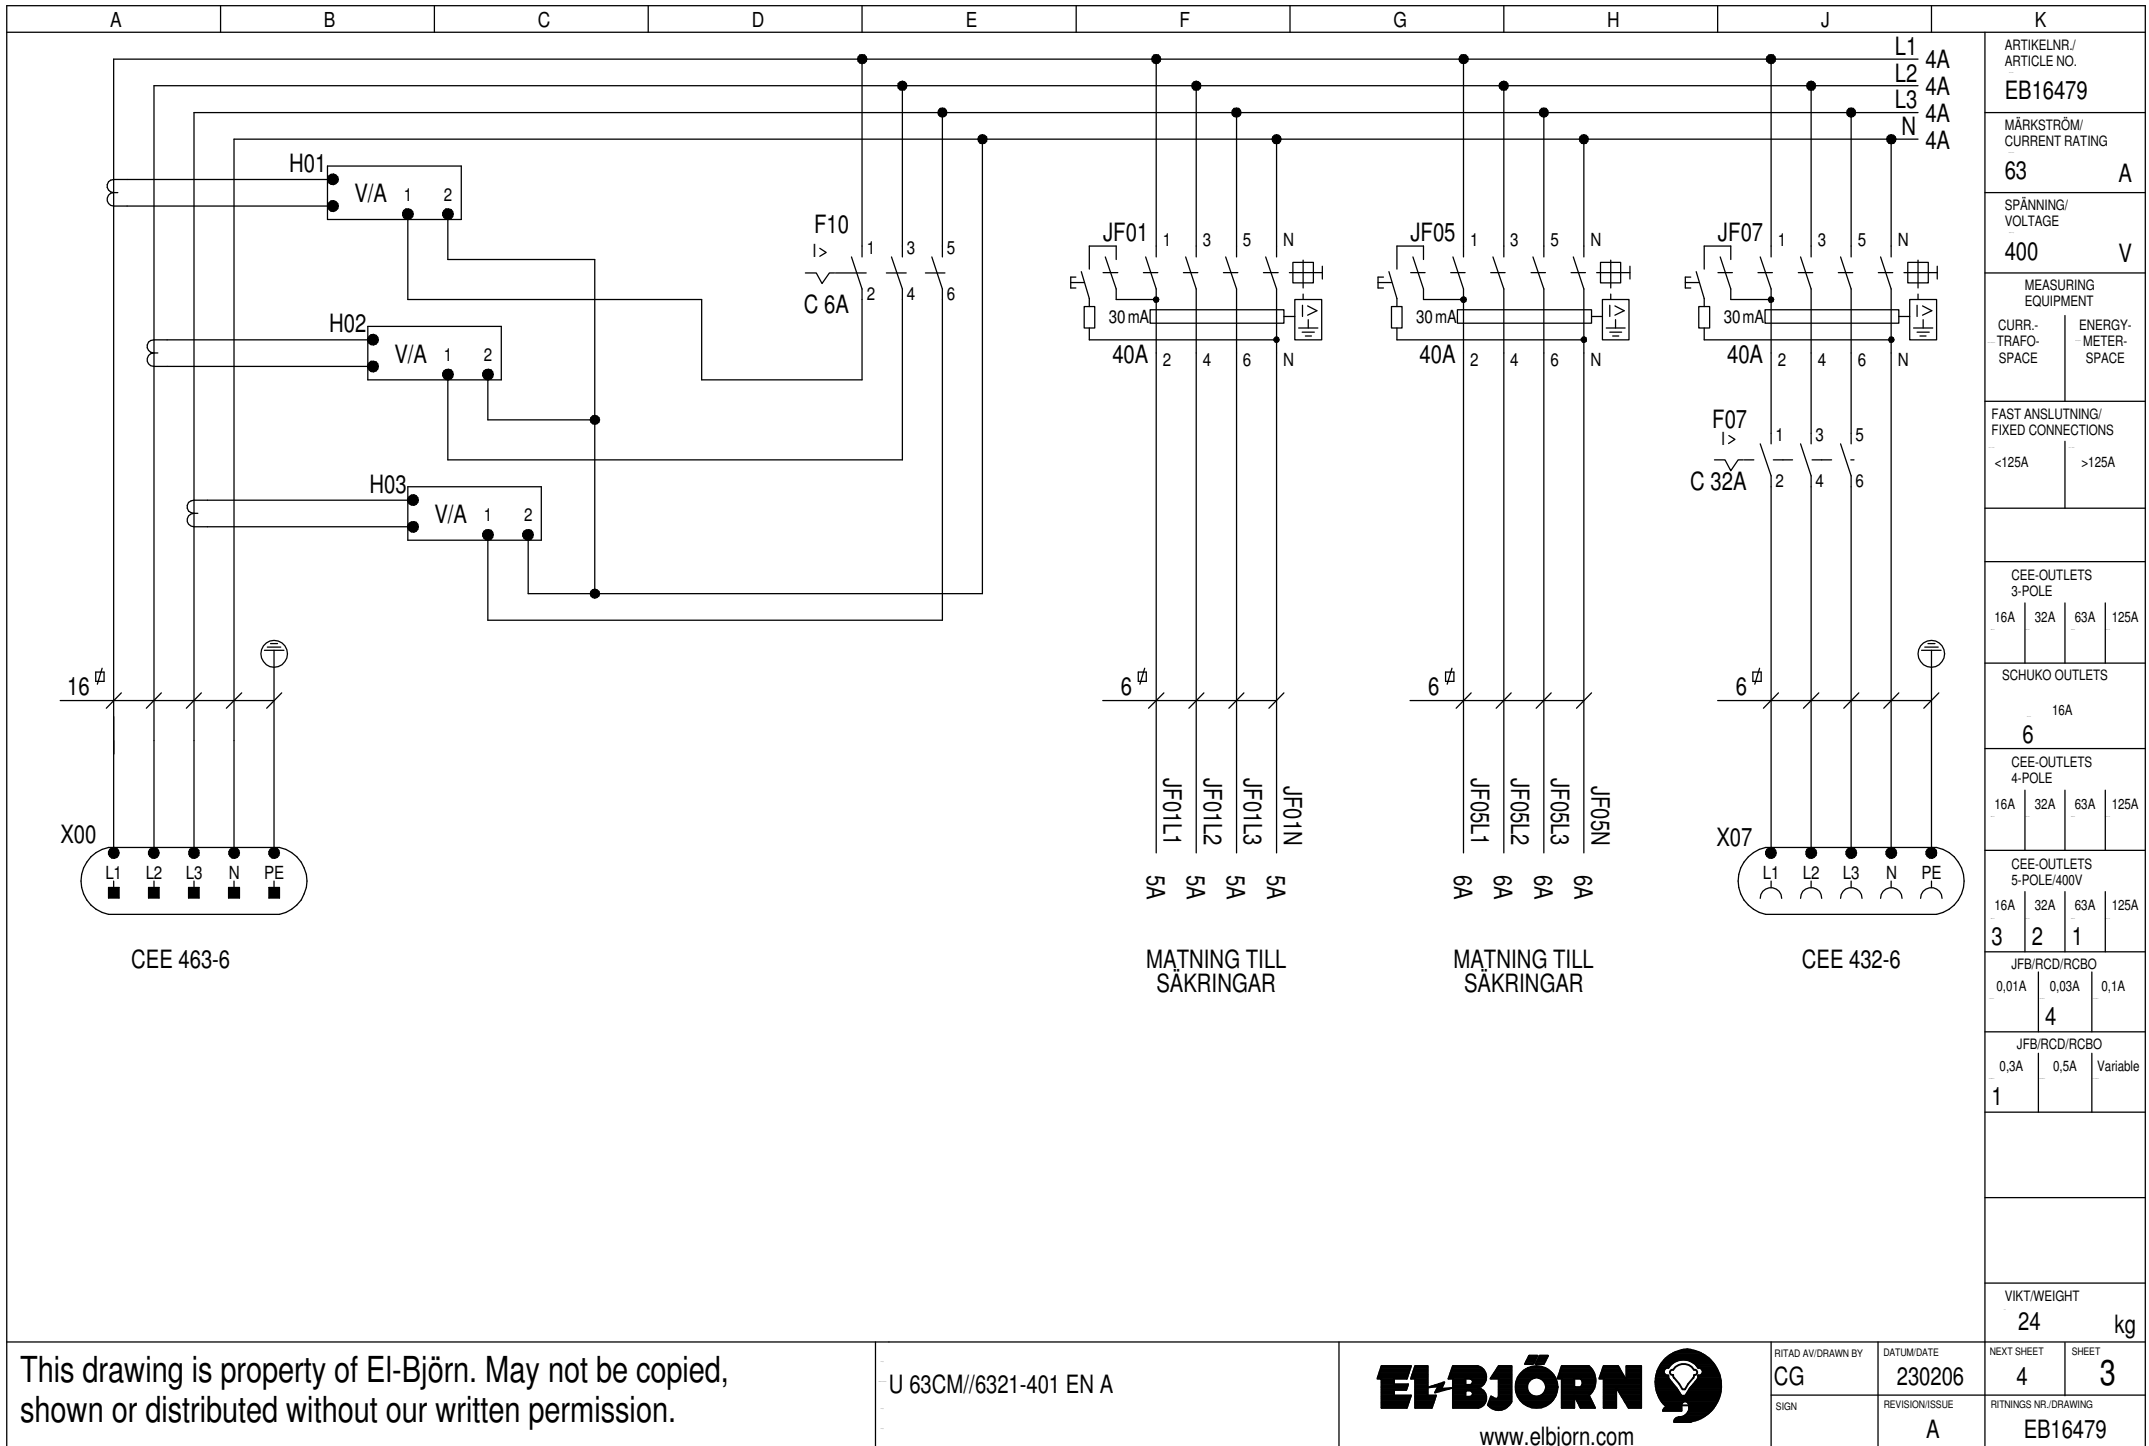 A B C D E F G H J K
L1 4A
L2 4A
L3 4A
N 4A
H01
V/A 1 2
H02
V/A 1 2
H03
V/A 1 2
F10
I>
C 6A
1 3 5
2 4 6
JF01 1 3 5 N
30 mA
I>
40A 2 4 6 N
JF05 1 3 5 N
30 mA
I>
40A 2 4 6 N
JF07 1 3 5 N
30 mA
I>
40A 2 4 6 N
F07
I>
C 32A
1 3 5
2 4 6
16
6
6
6
JF01L1 JF01L2 JF01L3 JF01N
5A 5A 5A 5A
JF05L1 JF05L2 JF05L3 JF05N
6A 6A 6A 6A
X00
L1 L2 L3 N PE
CEE 463-6
MATNING TILL
SÄKRINGAR
MATNING TILL
SÄKRINGAR
X07
L1 L2 L3 N PE
CEE 432-6
ARTIKELNR./
ARTICLE NO.
EB16479
MÄRKSTRÖM/
CURRENT RATING
63 A
SPÄNNING/
VOLTAGE
400 V
MEASURING
EQUIPMENT
CURR.-
TRAFO-
SPACE
ENERGY-
METER-
SPACE
FAST ANSLUTNING/
FIXED CONNECTIONS
<125A >125A
CEE-OUTLETS
3-POLE
16A 32A 63A 125A
SCHUKO OUTLETS
16A
6
CEE-OUTLETS
4-POLE
16A 32A 63A 125A
CEE-OUTLETS
5-POLE/400V
16A 32A 63A 125A
3 2 1
JFB/RCD/RCBO
0,01A 0,03A 0,1A
4
JFB/RCD/RCBO
0,3A 0,5A Variable
1
VIKT/WEIGHT
24 kg
This drawing is property of El-Björn. May not be copied,
shown or distributed without our written permission.
U 63CM//6321-401 EN A
EL-BJÖRN
www.elbjorn.com
RITAD AV/DRAWN BY
CG
SIGN
DATUM/DATE
230206
REVISION/ISSUE
A
NEXT SHEET
4
SHEET
3
RITNINGS NR./DRAWING
EB16479